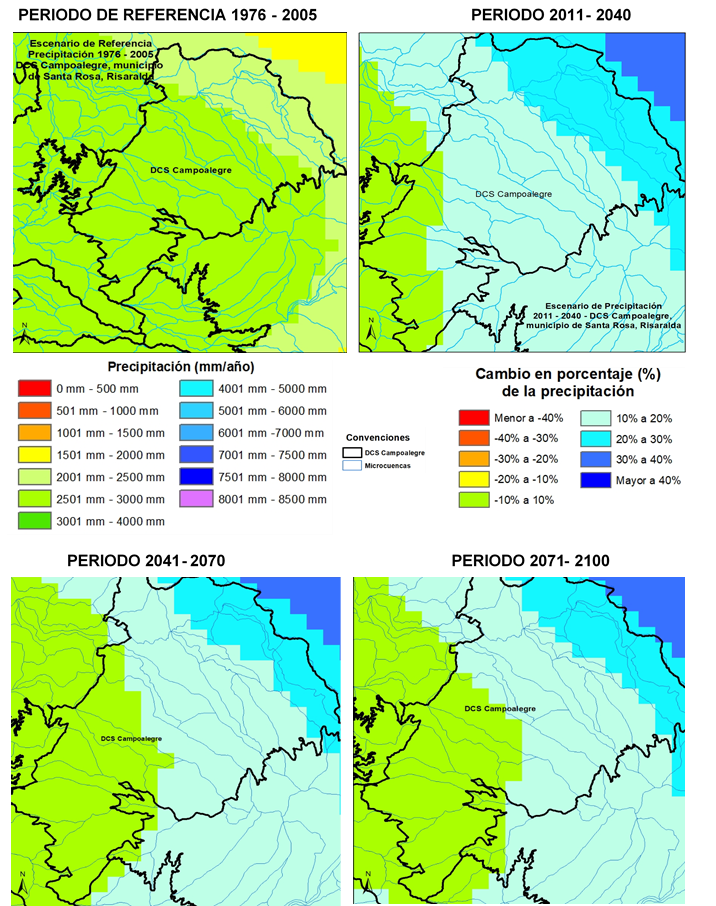 PERIODO DE REFERENCIA 1976 - 2005
PERIODO 2011 - 2040
Escenario de Referencia
Precipitación 1976 - 2005
DCS Campoalegre, municipio
de Santa Rosa, Risaralda
DCS Campoalegre
N
DCS Campoalegre
Escenario de Precipitación
2011 - 2040 - DCS Campoalegre,
municipio de Santa Rosa, Risaralda
N
Precipitación (mm/año)
0 mm - 500 mm
501 mm - 1000 mm
1001 mm - 1500 mm
1501 mm - 2000 mm
2001 mm - 2500 mm
2501 mm - 3000 mm
3001 mm - 4000 mm
4001 mm - 5000 mm
5001 mm - 6000 mm
6001 mm -7000 mm
7001 mm - 7500 mm
7501 mm - 8000 mm
8001 mm - 8500 mm
Convenciones
DCS Campoalegre
Microcuencas
Cambio en porcentaje (%)
de la precipitación
Menor a -40%
-40% a -30%
-30% a -20%
-20% a -10%
-10% a 10%
10% a 20%
20% a 30%
30% a 40%
Mayor a 40%
PERIODO 2041- 2070
PERIODO 2071- 2100
DCS Campoalegre
N
DCS Campoalegre
N